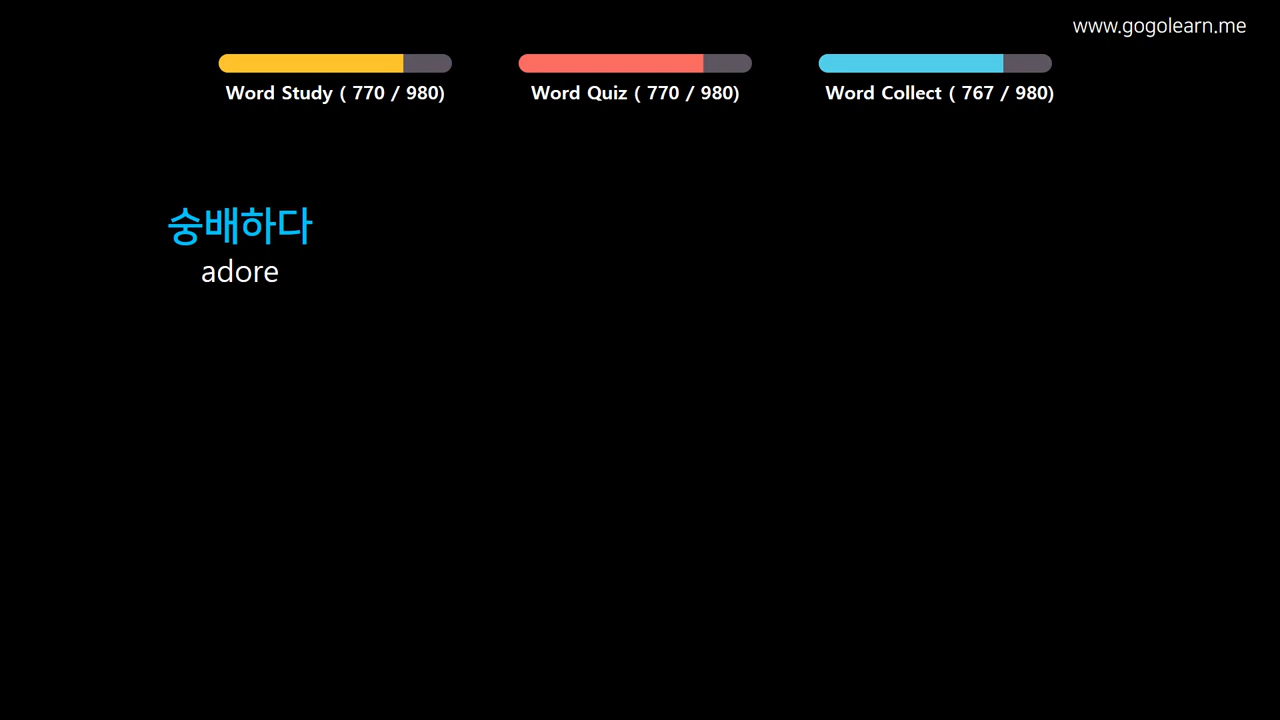 www.gogolearn.me
Word Study ( 770 / 980)
Word Quiz ( 770 / 980)
Word Collect ( 767 / 980)
숭배하다
adore